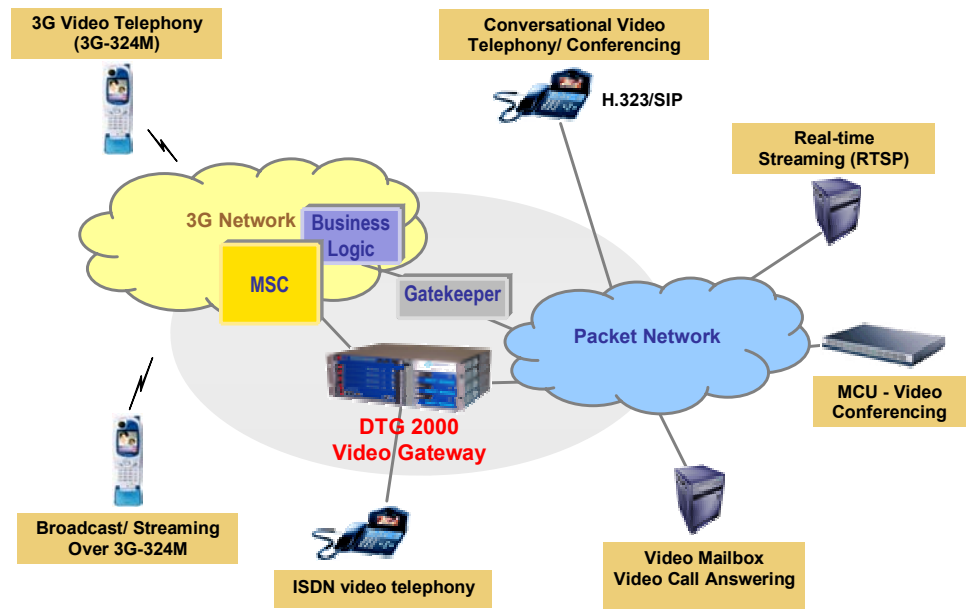 3G Video Telephony
(3G-324M)
Conversational Video
Telephony/ Conferencing
H.323/SIP
Real-time
Streaming (RTSP)
3G Network
Business
Logic
MSC
Gatekeeper
Packet Network
DTG 2000
Video Gateway
MCU - Video
Conferencing
Broadcast/ Streaming
Over 3G-324M
ISDN video telephony
Video Mailbox
Video Call Answering